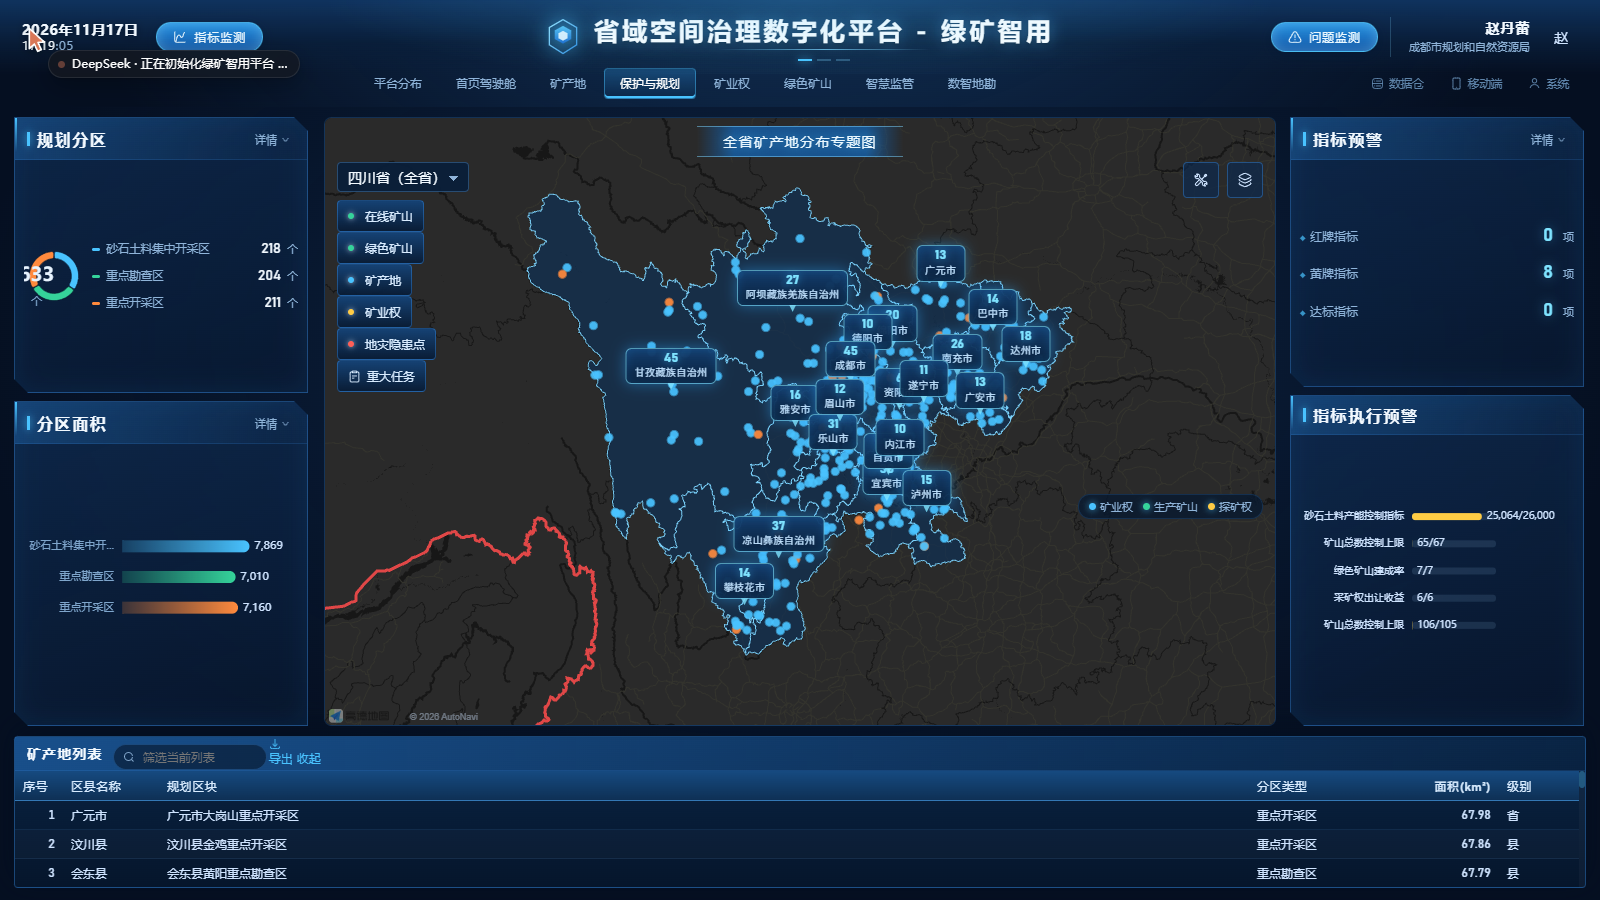 2026年11月17日
19:05
指标监测
DeepSeek · 正在初始化绿矿智用平台 ...
省域空间治理数字化平台 - 绿矿智用
问题监测
赵丹蕾
成都市规划和自然资源局
赵
平台分布
首页驾驶舱
矿产地
保护与规划
矿业权
绿色矿山
智慧监管
数智地勘
数据仓
移动端
系统
规划分区
详情
633
个
砂石土料集中开采区 218 个
重点勘查区 204 个
重点开采区 211 个
分区面积
详情
砂石土料集中开... 7,869
重点勘查区 7,010
重点开采区 7,160
全省矿产地分布专题图
四川省（全省）
在线矿山
绿色矿山
矿产地
矿业权
地灾隐患点
重大任务
13
广元市
27
阿坝藏族羌族自治州
14
巴中市
20
阳市
10
德阳市
18
达州市
26
南充市
45
成都市
45
甘孜藏族自治州
11
遂宁市
资阳
13
广安市
12
眉山市
16
雅安市
31
乐山市
10
内江市
自贡市
宜宾市
15
泸州市
37
凉山彝族自治州
14
攀枝花市
矿业权 生产矿山 探矿权
高德地图
© 2026 AutoNavi
指标预警
详情
红牌指标 0 项
黄牌指标 8 项
达标指标 0 项
指标执行预警
砂石土料产能控制指标 25,064/26,000
矿山总数控制上限 65/67
绿色矿山建成率 7/7
采矿权出让收益 6/6
矿山总数控制上限 106/105
矿产地列表
筛选当前列表
导出 收起
序号 区县名称 规划区块 分区类型 面积(km²) 级别
1 广元市 广元市大岗山重点开采区 重点开采区 67.98 省
2 汶川县 汶川县金鸡重点开采区 重点开采区 67.86 县
3 会东县 会东县黄阳重点勘查区 重点勘查区 67.79 县